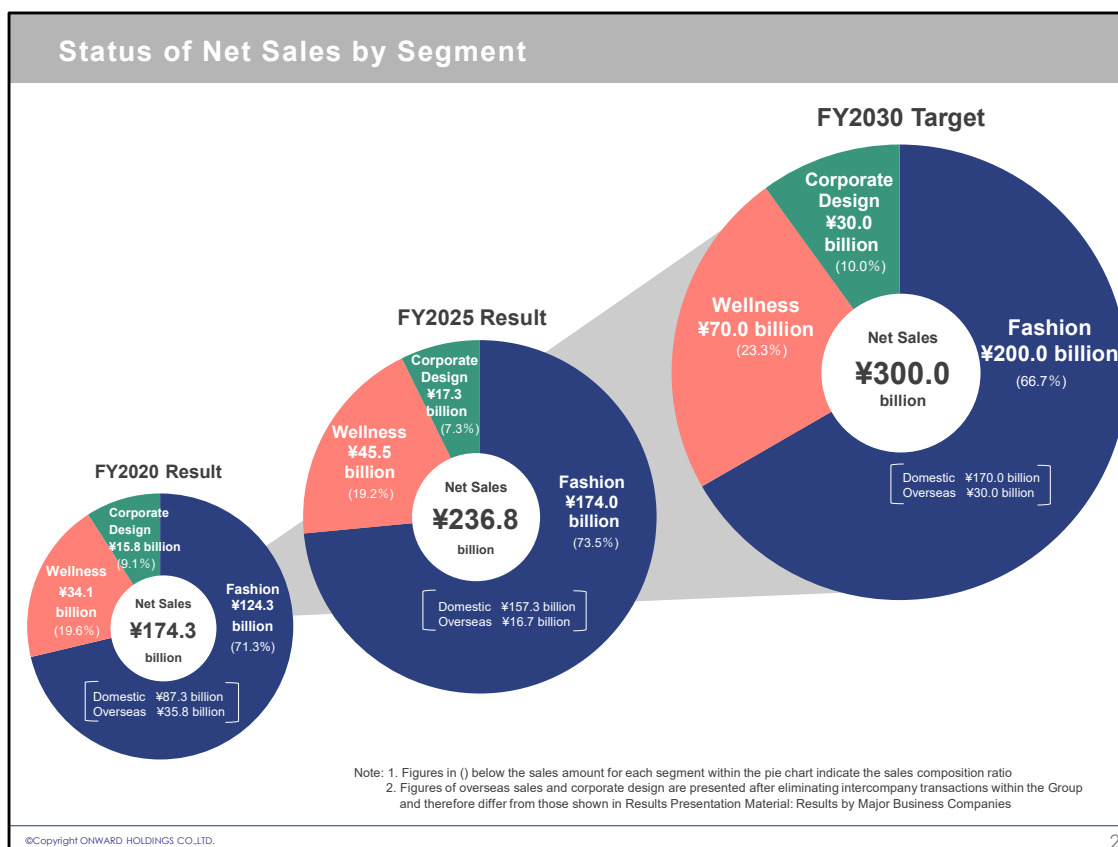 Status of Net Sales by Segment
FY2020 Result
Corporate
Design
¥15.8 billion
(9.1%)
Wellness
¥34.1
billion
(19.6%)
Fashion
¥124.3
billion
(71.3%)
Net Sales
¥174.3
billion
Domestic ¥87.3 billion
Overseas ¥35.8 billion
FY2025 Result
Corporate
Design
¥17.3
billion
(7.3%)
Wellness
¥45.5
billion
(19.2%)
Fashion
¥174.0
billion
(73.5%)
Net Sales
¥236.8
billion
Domestic ¥157.3 billion
Overseas ¥16.7 billion
FY2030 Target
Corporate
Design
¥30.0
billion
(10.0%)
Wellness
¥70.0 billion
(23.3%)
Fashion
¥200.0 billion
(66.7%)
Net Sales
¥300.0
billion
Domestic ¥170.0 billion
Overseas ¥30.0 billion
Note: 1. Figures in () below the sales amount for each segment within the pie chart indicate the sales composition ratio
2. Figures of overseas sales and corporate design are presented after eliminating intercompany transactions within the Group
and therefore differ from those shown in Results Presentation Material: Results by Major Business Companies
©Copyright ONWARD HOLDINGS CO.,LTD.
2